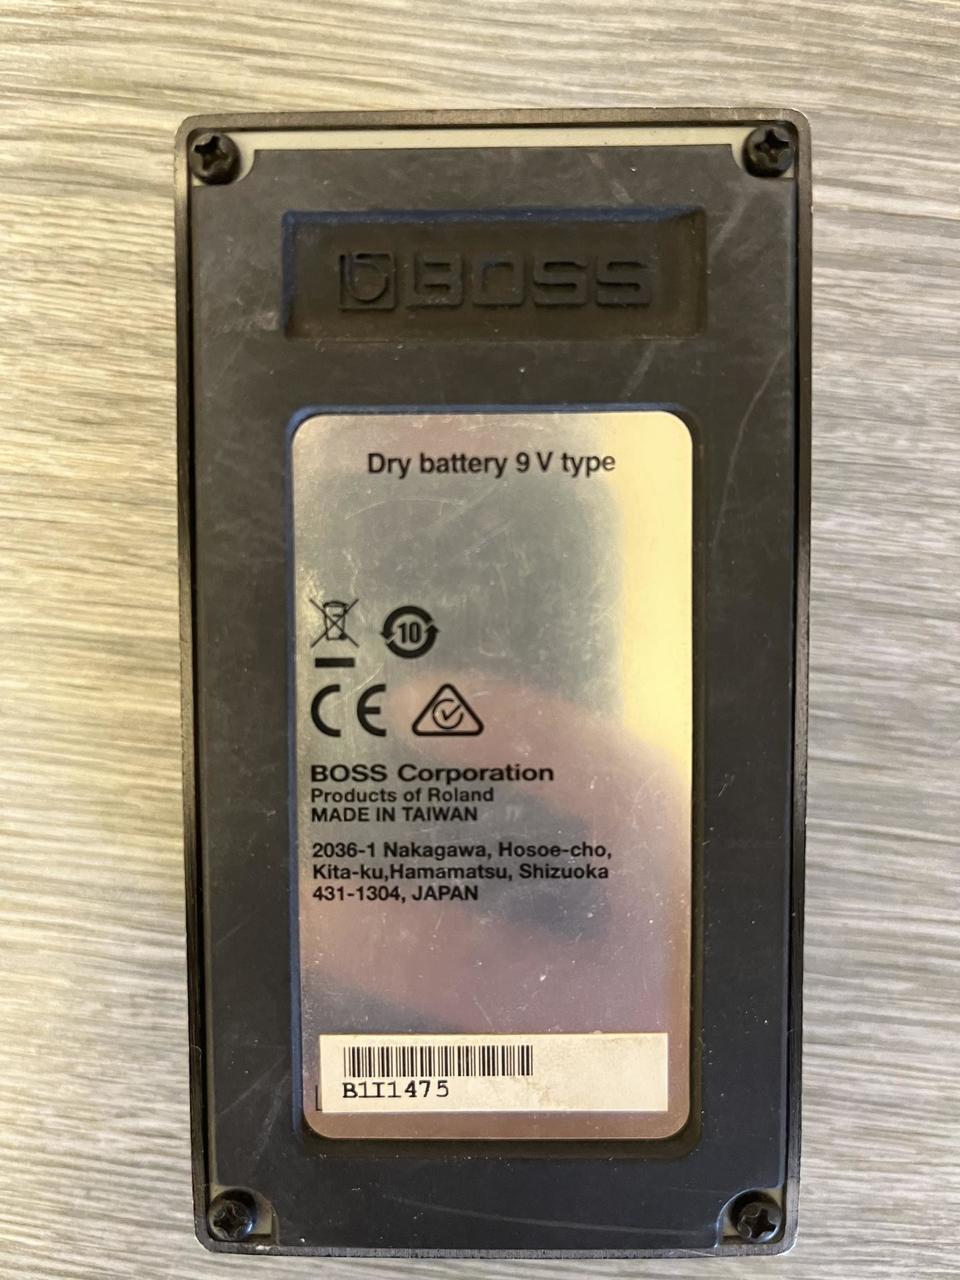 BOSS
Dry battery 9 V type
10
CE
BOSS Corporation
Products of Roland
MADE IN TAIWAN
2036-1 Nakagawa, Hosoe-cho,
Kita-ku,Hamamatsu, Shizuoka
431-1304, JAPAN
B1I1475